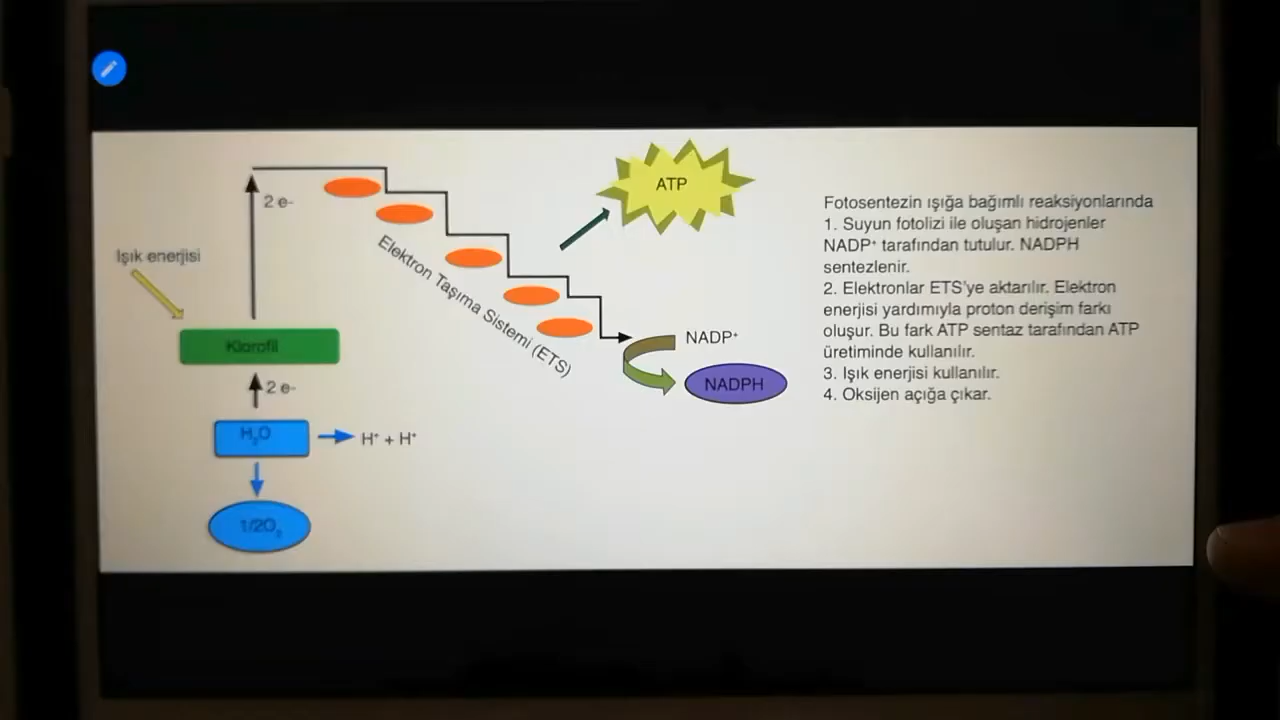 ATP
2 e-
Işık enerjisi
Elektron Taşıma Sistemi (ETS)
Klorofil
NADP⁺
NADPH
2 e-
H₂O
H⁺ + H⁺
1/2O₂
Fotosentezin ışığa bağımlı reaksiyonlarında
1. Suyun fotolizi ile oluşan hidrojenler
NADP⁺ tarafından tutulur. NADPH
sentezlenir.
2. Elektronlar ETS'ye aktarılır. Elektron
enerjisi yardımıyla proton derişim farkı
oluşur. Bu fark ATP sentaz tarafından ATP
üretiminde kullanılır.
3. Işık enerjisi kullanılır.
4. Oksijen açığa çıkar.